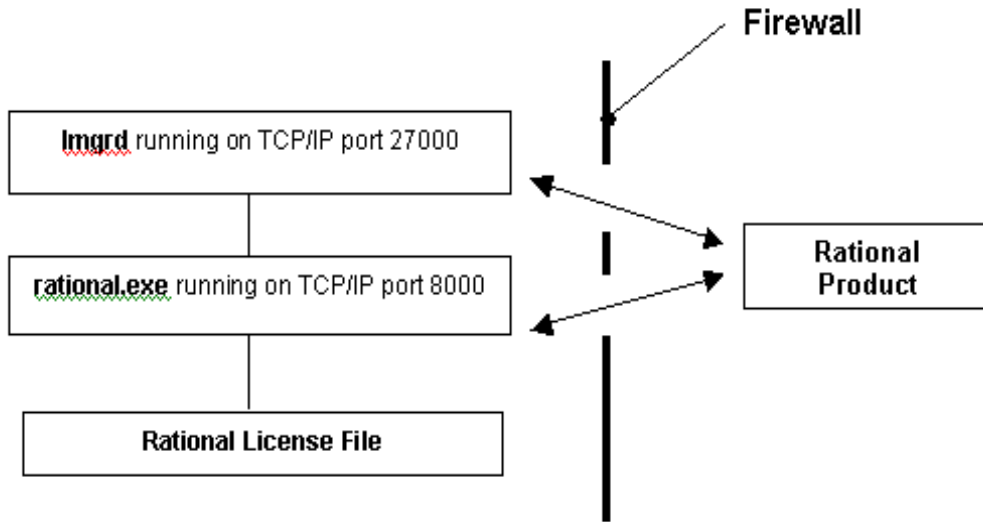 Firewall
lmgrd running on TCP/IP port 27000
rational.exe running on TCP/IP port 8000
Rational
Product
Rational License File